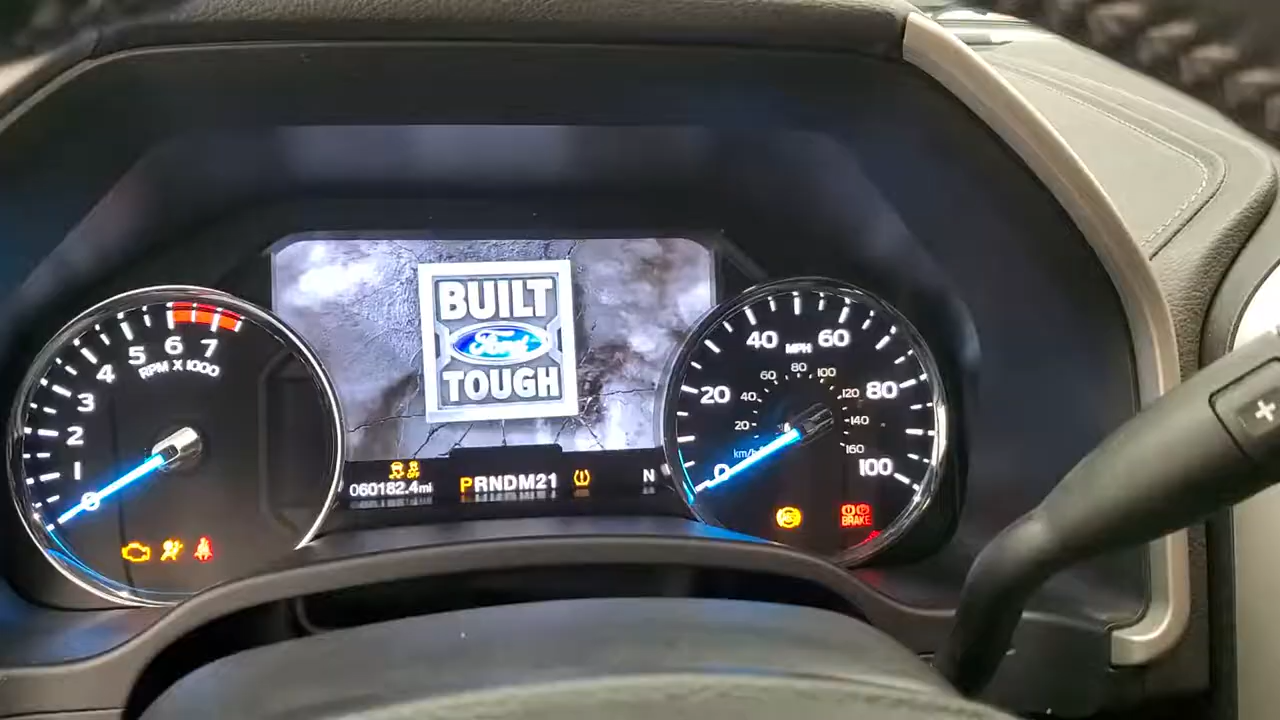 BUILT
Ford
TOUGH
0 1 2 3 4 5 6 7
RPM X 1000
0 20 40 60 80 100
MPH
20 40 60 80 100 120 140 160
km/h
OFF
060182.4mi
PRNDM21
N
BRAKE
+